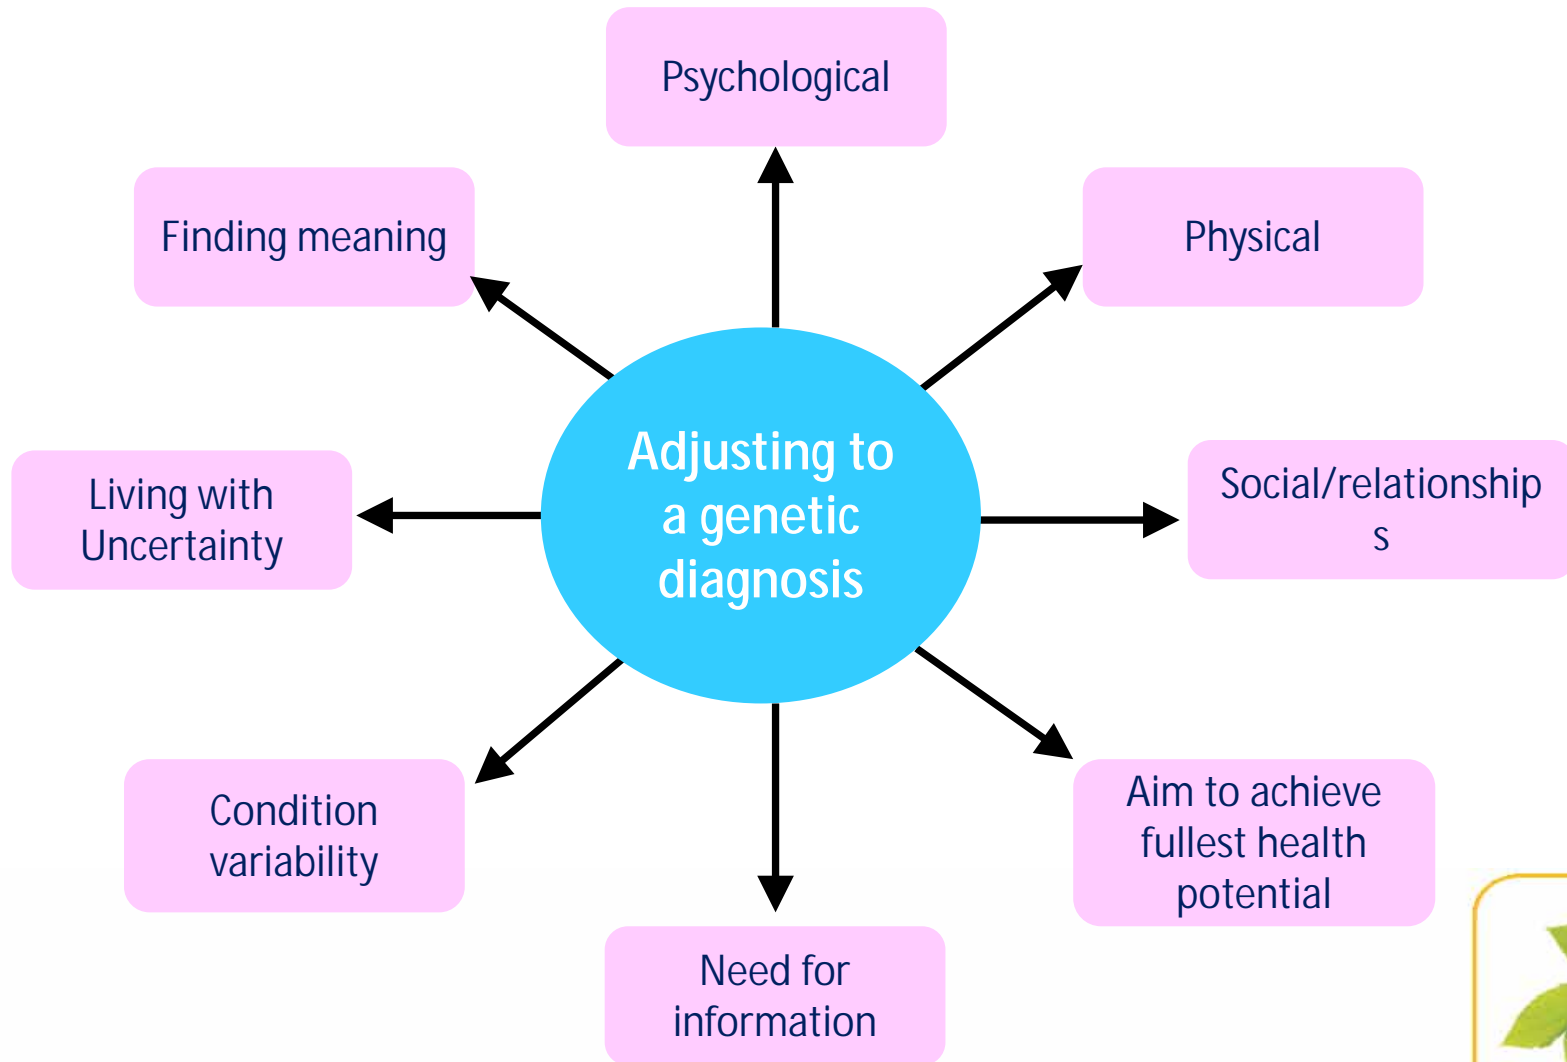 Psychological
Finding meaning
Physical
Adjusting to
a genetic
diagnosis
Living with
Uncertainty
Social/relationship
s
Condition
variability
Aim to achieve
fullest health
potential
Need for
information